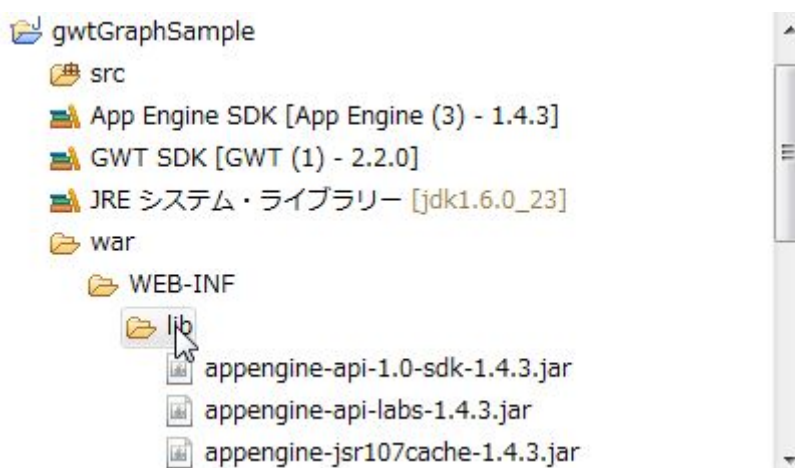 gwtGraphSample
src
App Engine SDK [App Engine (3) - 1.4.3]
GWT SDK [GWT (1) - 2.2.0]
JRE システム・ライブラリー [jdk1.6.0_23]
war
WEB-INF
lib
appengine-api-1.0-sdk-1.4.3.jar
appengine-api-labs-1.4.3.jar
appengine-jsr107cache-1.4.3.jar